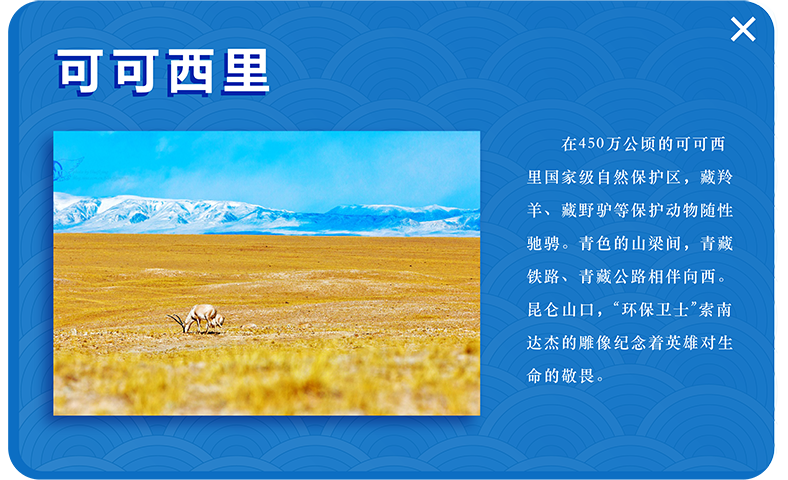 可可西里
在450万公顷的可可西
里国家级自然保护区，藏羚
羊、藏野驴等保护动物随性
驰骋。青色的山梁间，青藏
铁路、青藏公路相伴向西。
昆仑山口，“环保卫士”索南
达杰的雕像纪念着英雄对生
命的敬畏。